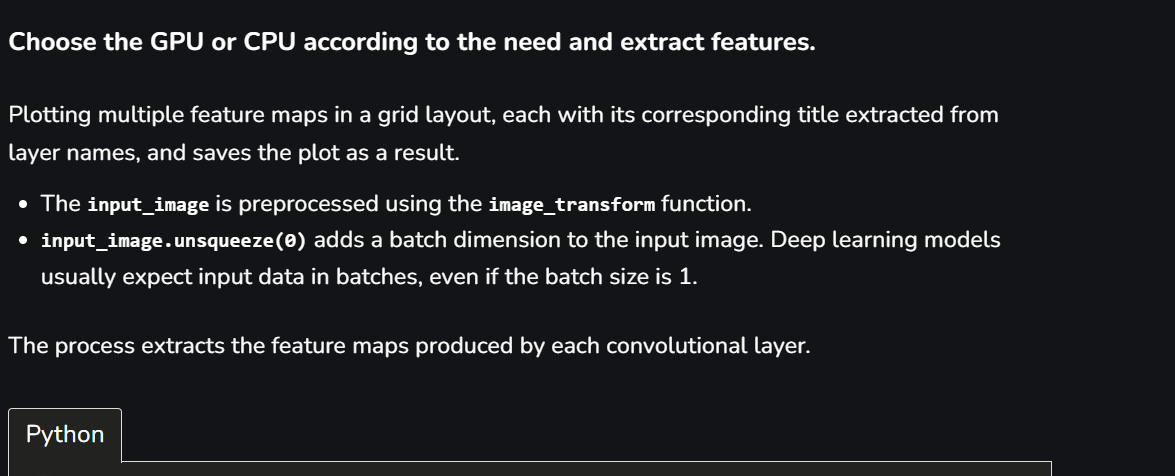 Choose the GPU or CPU according to the need and extract features.
Plotting multiple feature maps in a grid layout, each with its corresponding title extracted from
layer names, and saves the plot as a result.
• The input_image is preprocessed using the image_transform function.
• input_image.unsqueeze(0) adds a batch dimension to the input image. Deep learning models
usually expect input data in batches, even if the batch size is 1.
The process extracts the feature maps produced by each convolutional layer.
Python